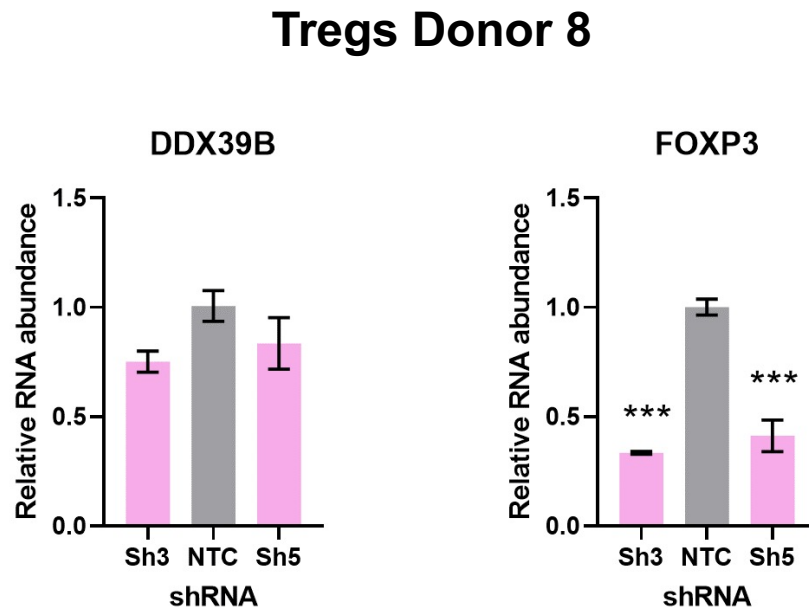 Tregs Donor 8
DDX39B
Relative RNA abundance
1.5
1.0
0.5
0.0
Sh3 NTC Sh5
shRNA
FOXP3
Relative RNA abundance
1.5
1.0
0.5
0.0
***
***
Sh3 NTC Sh5
shRNA